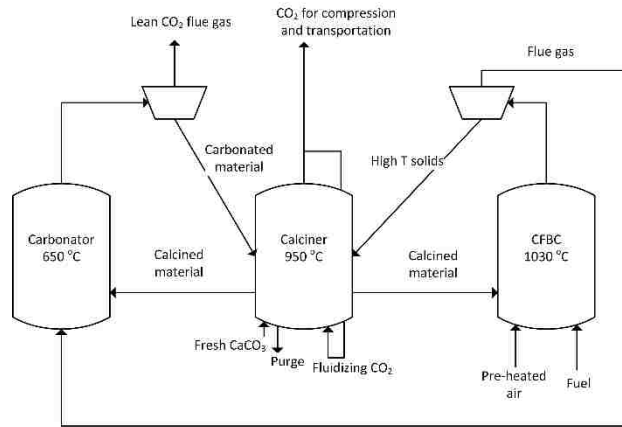 Lean CO₂ flue gas
CO₂ for compression
and transportation
Flue gas
Carbonated
material
High T solids
Carbonator
650 °C
Calciner
950 °C
CFBC
1030 °C
Calcined
material
Calcined
material
Fresh CaCO₃
Purge
Fluidizing CO₂
Pre-heated
air
Fuel